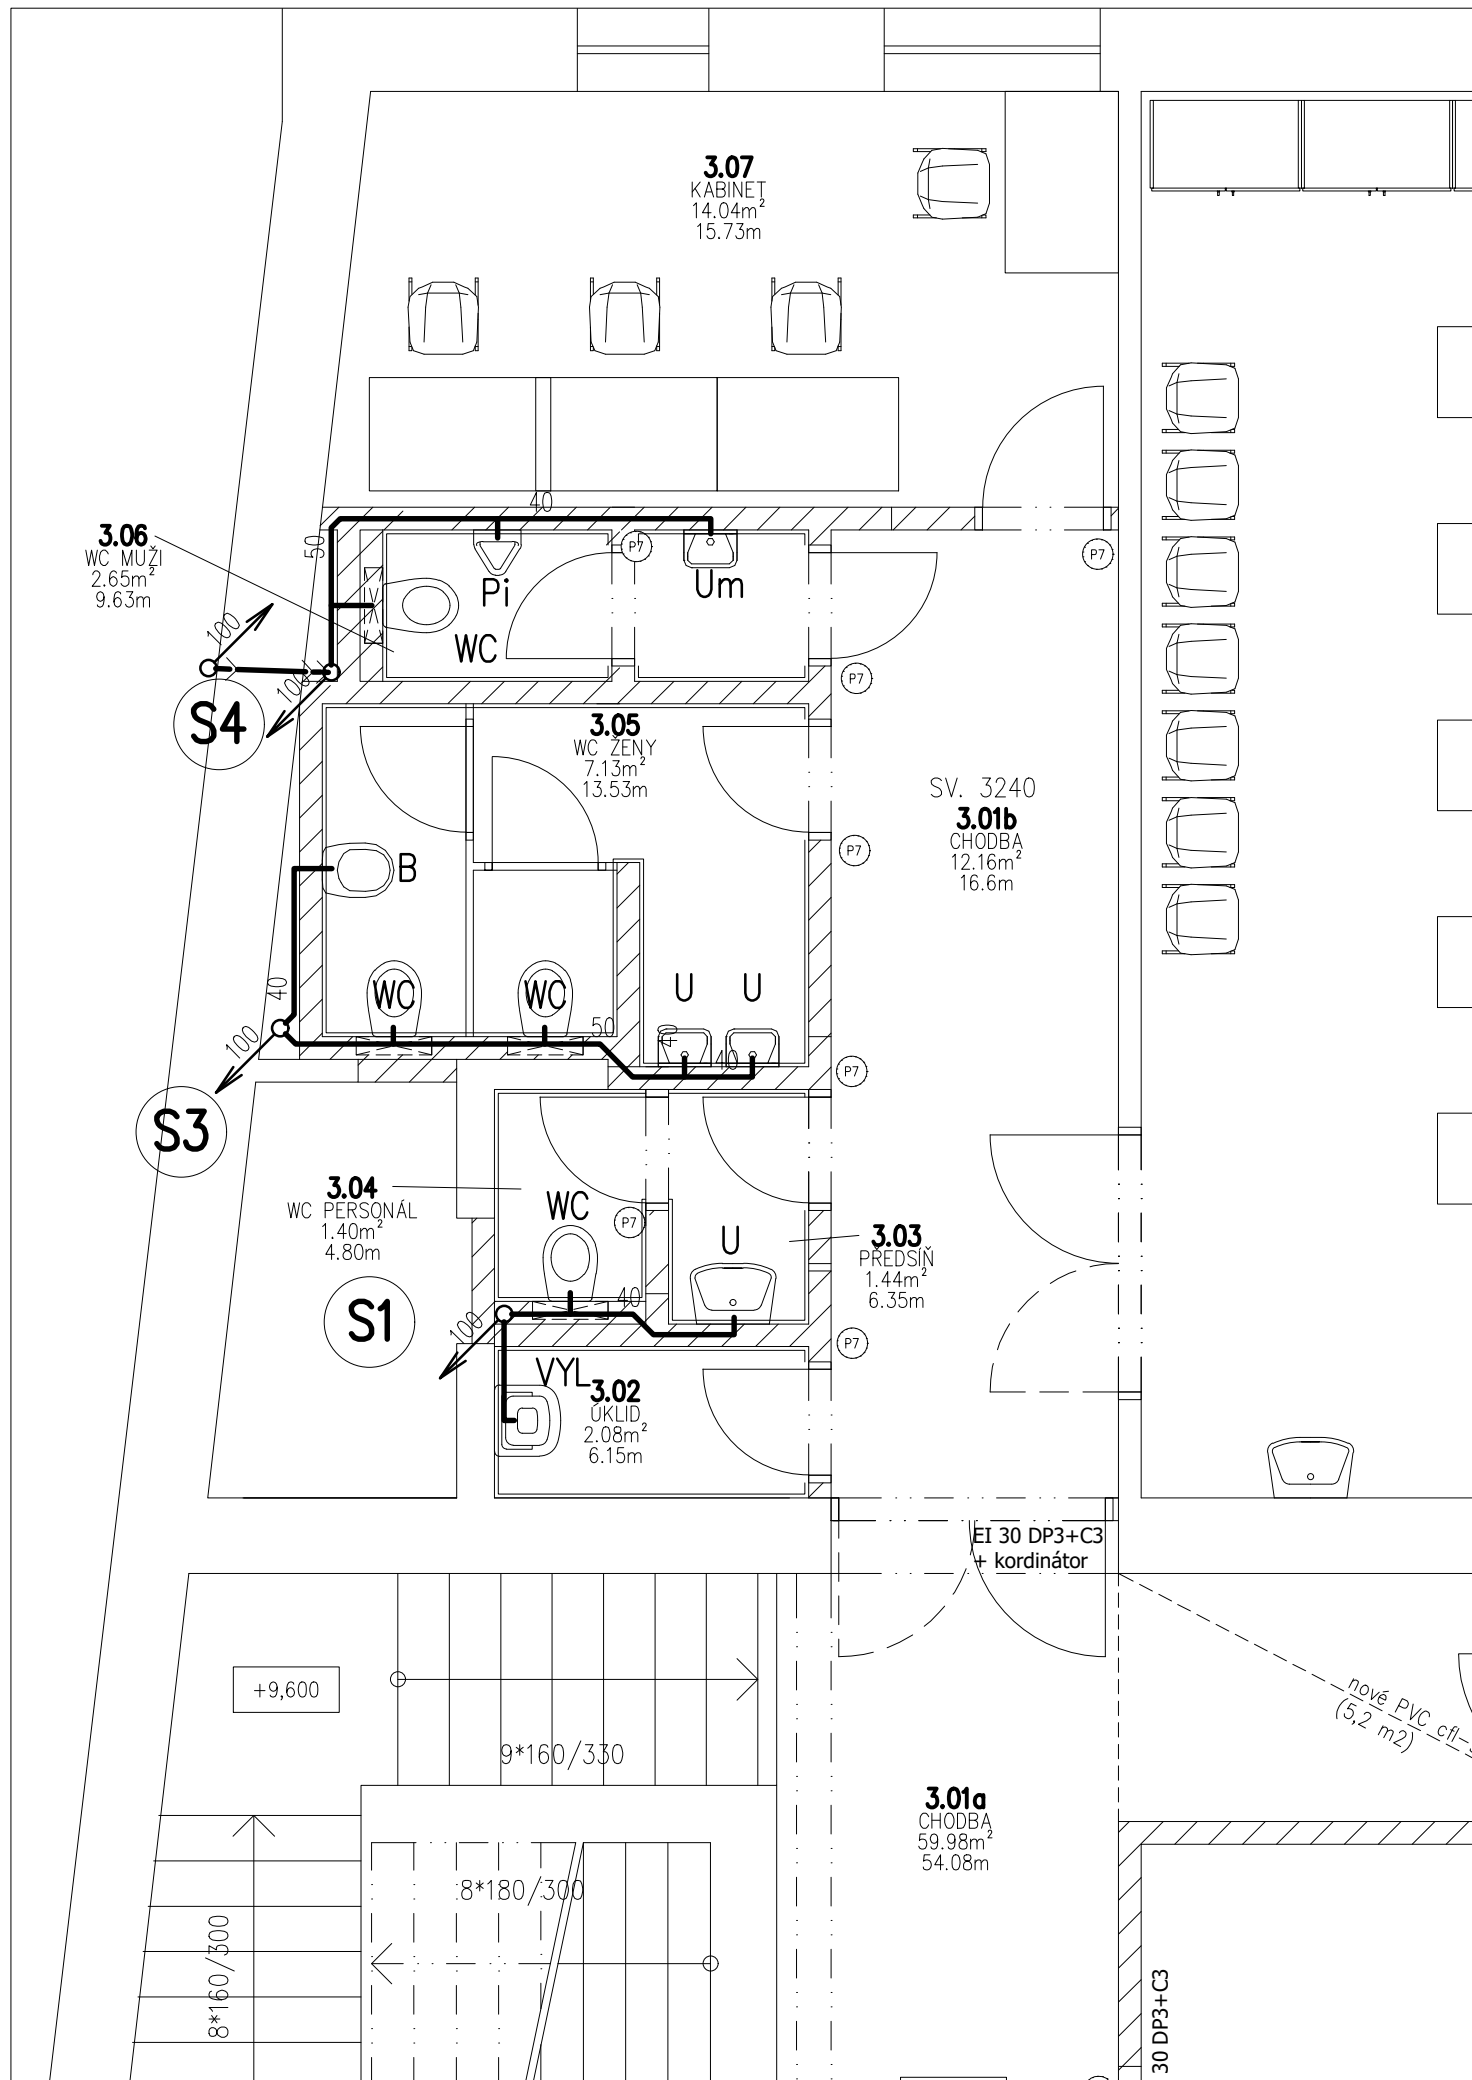 3.07
KABINET
14.04m²
15.73m
40
50
3.06
WC MUŽI
2.65m²
9.63m
Pi
WC
P7
Um
P7
100
100
S4
P7
3.05
WC ŽENY
7.13m²
13.53m
SV. 3240
3.01b
CHODBA
12.16m²
16.6m
P7
B
40
WC
WC
U
U
50
40
40
100
P7
S3
3.04
WC PERSONÁL
1.40m²
4.80m
WC
P7
U
3.03
PŘEDSÍŇ
1.44m²
6.35m
S1
100
40
P7
VYL
3.02
ÚKLID
2.08m²
6.15m
EI 30 DP3+C3
+ kordinátor
+9,600
9*160/330
nové PVC cfl-
(5,2 m2)
3.01a
CHODBA
59.98m²
54.08m
8*180/300
8*160/300
30 DP3+C3